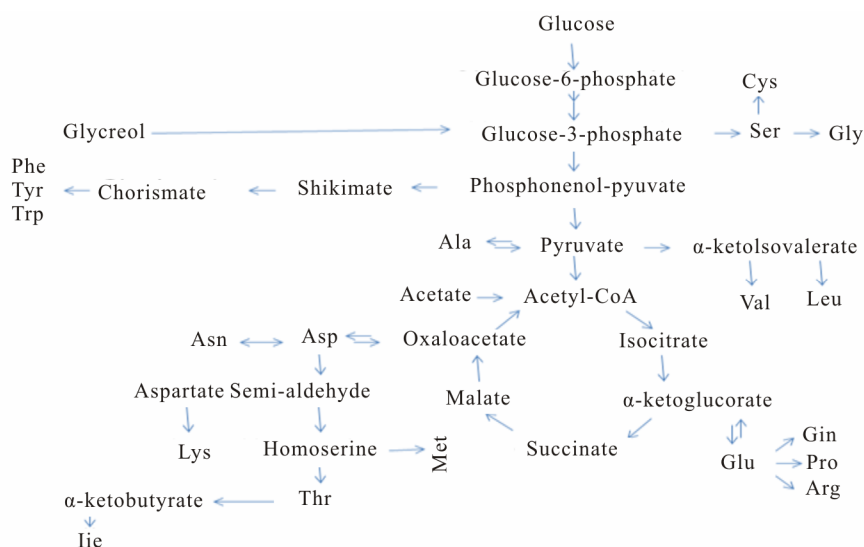 Glucose
Glucose-6-phosphate
Cys
Glycreol
Glucose-3-phosphate
Ser
Gly
Phe
Tyr
Trp
Chorismate
Shikimate
Phosphonenol-pyuvate
Ala
Pyruvate
α-ketolsovalerate
Acetate
Acetyl-CoA
Val
Leu
Asn
Asp
Oxaloacetate
Isocitrate
Aspartate Semi-aldehyde
Malate
α-ketoglucorate
Lys
Homoserine
Met
Succinate
Glu
Gin
Pro
Arg
α-ketobutyrate
Thr
Iie